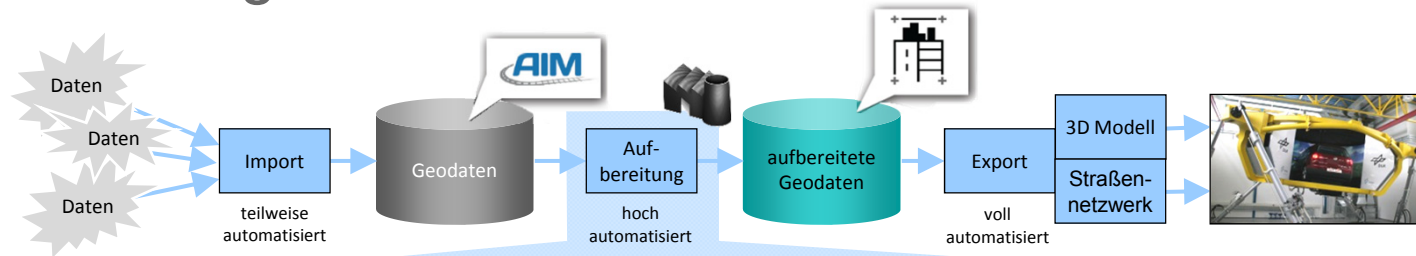 Daten
Daten
Daten
Import
teilweise
automatisiert
AIM
Geodaten
Auf-
bereitung
hoch
automatisiert
aufbereitete
Geodaten
Export
voll
automatisiert
3D Modell
Straßen-
netzwerk